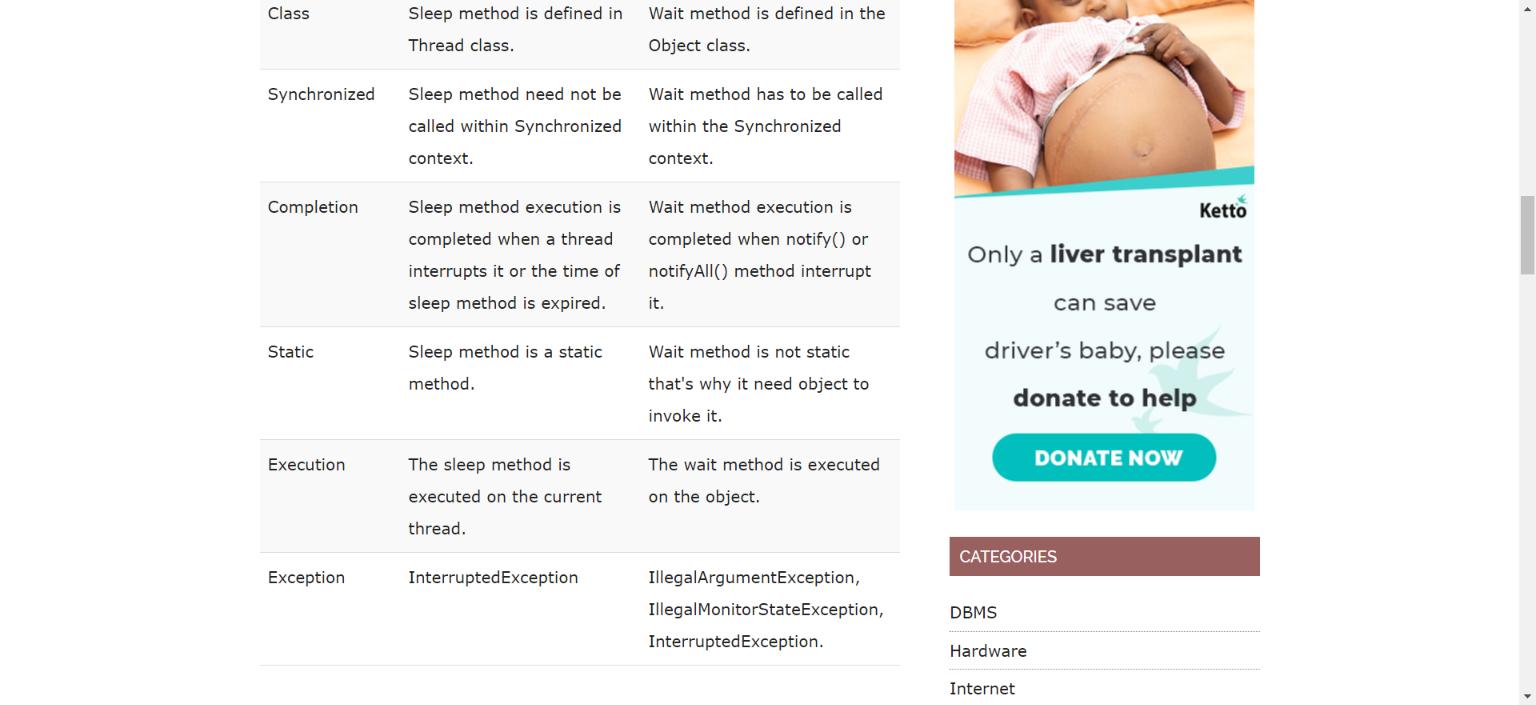 Class
Sleep method is defined in
Thread class.
Wait method is defined in the
Object class.
Synchronized
Sleep method need not be
called within Synchronized
context.
Wait method has to be called
within the Synchronized
context.
Completion
Sleep method execution is
completed when a thread
interrupts it or the time of
sleep method is expired.
Wait method execution is
completed when notify() or
notifyAll() method interrupt
it.
Static
Sleep method is a static
method.
Wait method is not static
that's why it need object to
invoke it.
Execution
The sleep method is
executed on the current
thread.
The wait method is executed
on the object.
Exception
InterruptedException
IllegalArgumentException,
IllegalMonitorStateException,
InterruptedException.
Ketto
Only a liver transplant
can save
driver’s baby, please
donate to help
DONATE NOW
CATEGORIES
DBMS
Hardware
Internet